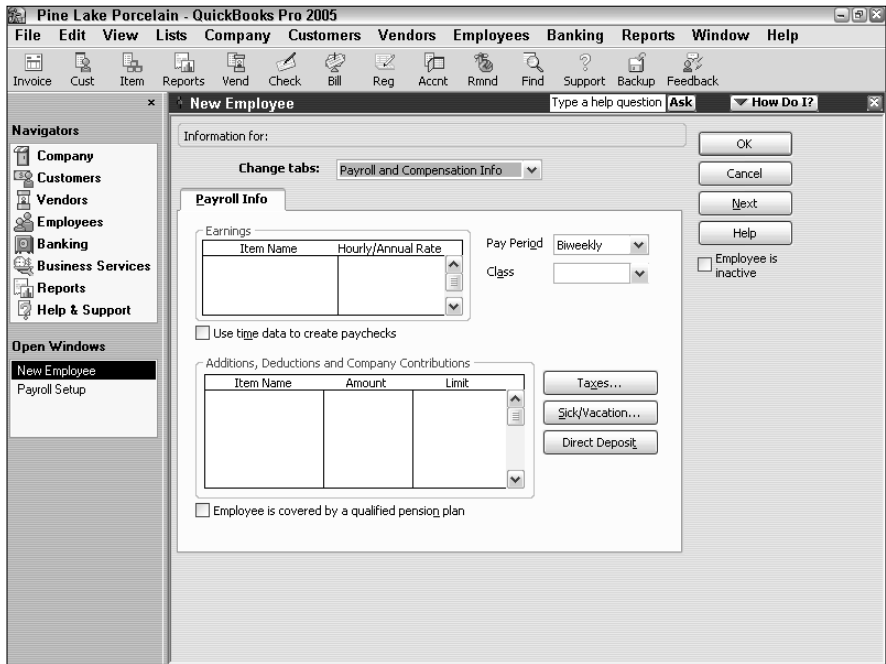 Pine Lake Porcelain - QuickBooks Pro 2005
File Edit View Lists Company Customers Vendors Employees Banking Reports Window Help
Invoice Cust Item Reports Vend Check Bill Reg Accnt Rmnd Find Support Backup Feedback
New Employee
Type a help question Ask How Do I?
Navigators
Company
Customers
Vendors
Employees
Banking
Business Services
Reports
Help & Support
Open Windows
New Employee
Payroll Setup
Information for:
Change tabs: Payroll and Compensation Info
Payroll Info
Earnings
Item Name Hourly/Annual Rate
Pay Period Biweekly
Class
Use time data to create paychecks
Additions, Deductions and Company Contributions
Item Name Amount Limit
Taxes...
Sick/Vacation...
Direct Deposit
Employee is covered by a qualified pension plan
OK
Cancel
Next
Help
Employee is
inactive